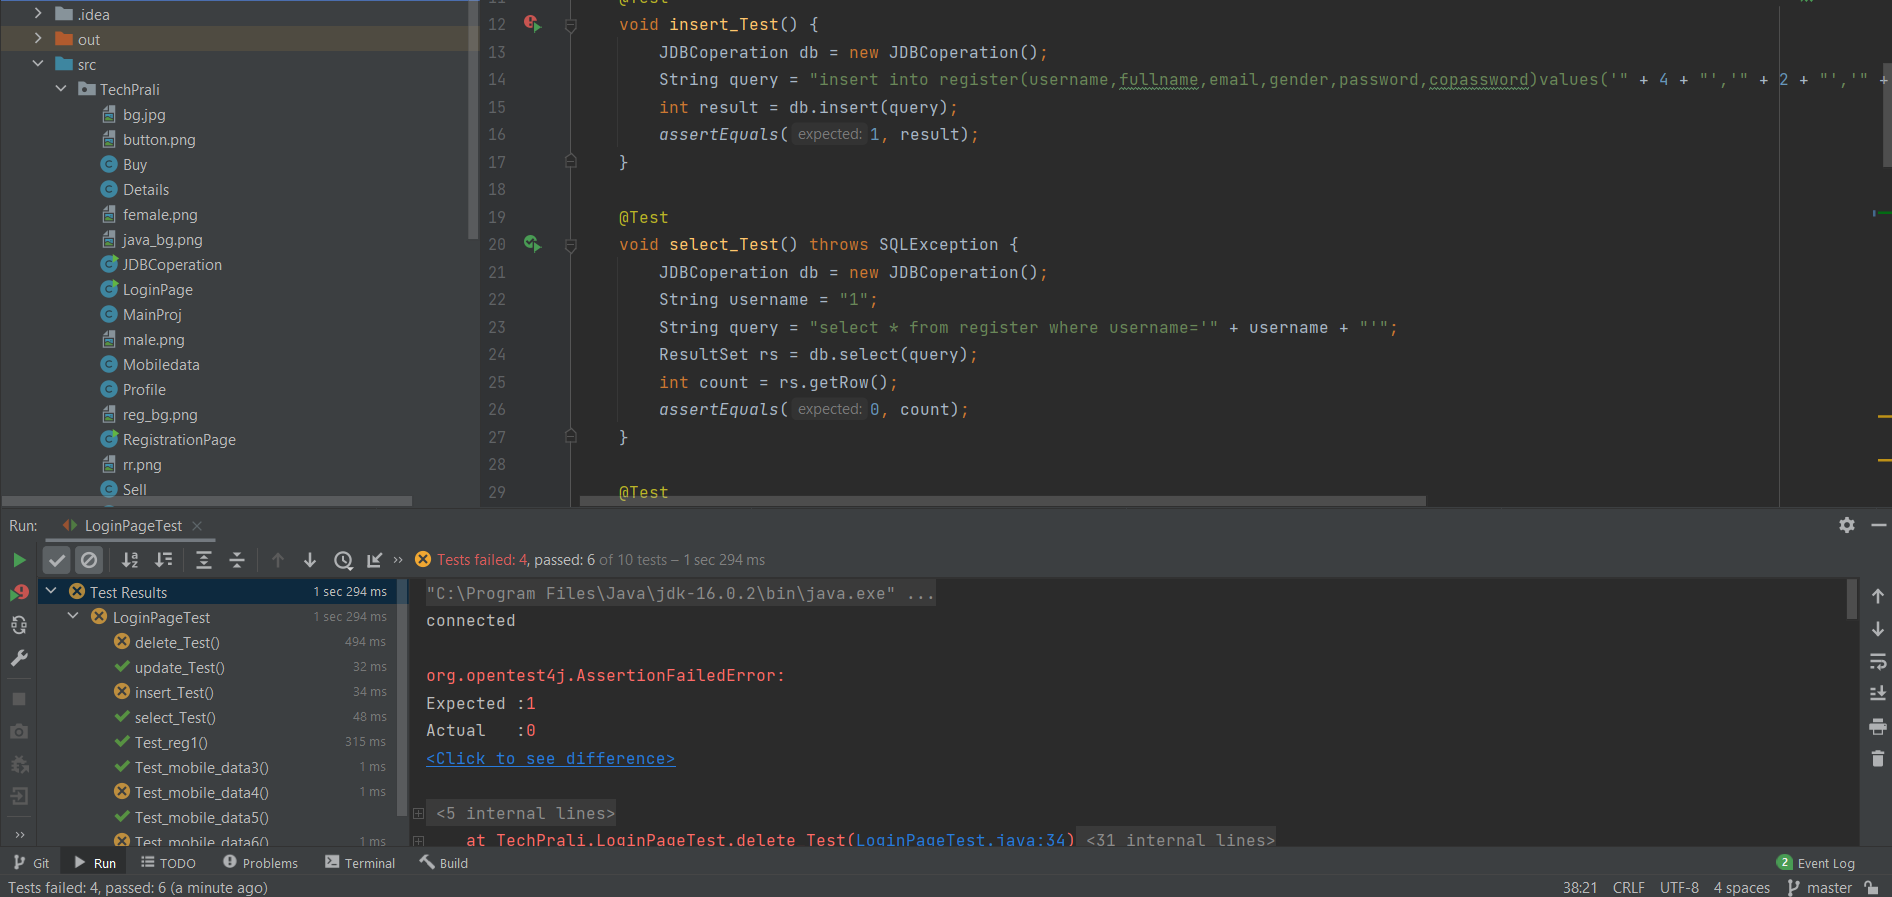 .idea
out
src
TechPrali
bg.jpg
button.png
Buy
Details
female.png
java_bg.png
JDBCoperation
LoginPage
MainProj
male.png
Mobiledata
Profile
reg_bg.png
RegistrationPage
rr.png
Sell
@Test
12 void insert_Test() {
13 JDBCoperation db = new JDBCoperation();
14 String query = "insert into register(username,fullname,email,gender,password,copassword)values('" + 4 + "','" + 2 + "','" +
15 int result = db.insert(query);
16 assertEquals( expected: 1, result);
17 }
18
19 @Test
20 void select_Test() throws SQLException {
21 JDBCoperation db = new JDBCoperation();
22 String username = "1";
23 String query = "select * from register where username='" + username + "'";
24 ResultSet rs = db.select(query);
25 int count = rs.getRow();
26 assertEquals( expected: 0, count);
27 }
28
29 @Test
Run: LoginPageTest
Tests failed: 4, passed: 6 of 10 tests – 1 sec 294 ms
Test Results 1 sec 294 ms
LoginPageTest 1 sec 294 ms
delete_Test() 494 ms
update_Test() 32 ms
insert_Test() 34 ms
select_Test() 48 ms
Test_reg1() 315 ms
Test_mobile_data3() 1 ms
Test_mobile_data4() 1 ms
Test_mobile_data5()
Test_mobile_data6() 1 ms
"C:\Program Files\Java\jdk-16.0.2\bin\java.exe" ...
connected
org.opentest4j.AssertionFailedError:
Expected :1
Actual :0
<Click to see difference>
<5 internal lines>
at TechPrali.LoginPageTest.delete_Test(LoginPageTest.java:34) <31 internal lines>
Git Run TODO Problems Terminal Build 2 Event Log
Tests failed: 4, passed: 6 (a minute ago) 38:21 CRLF UTF-8 4 spaces master